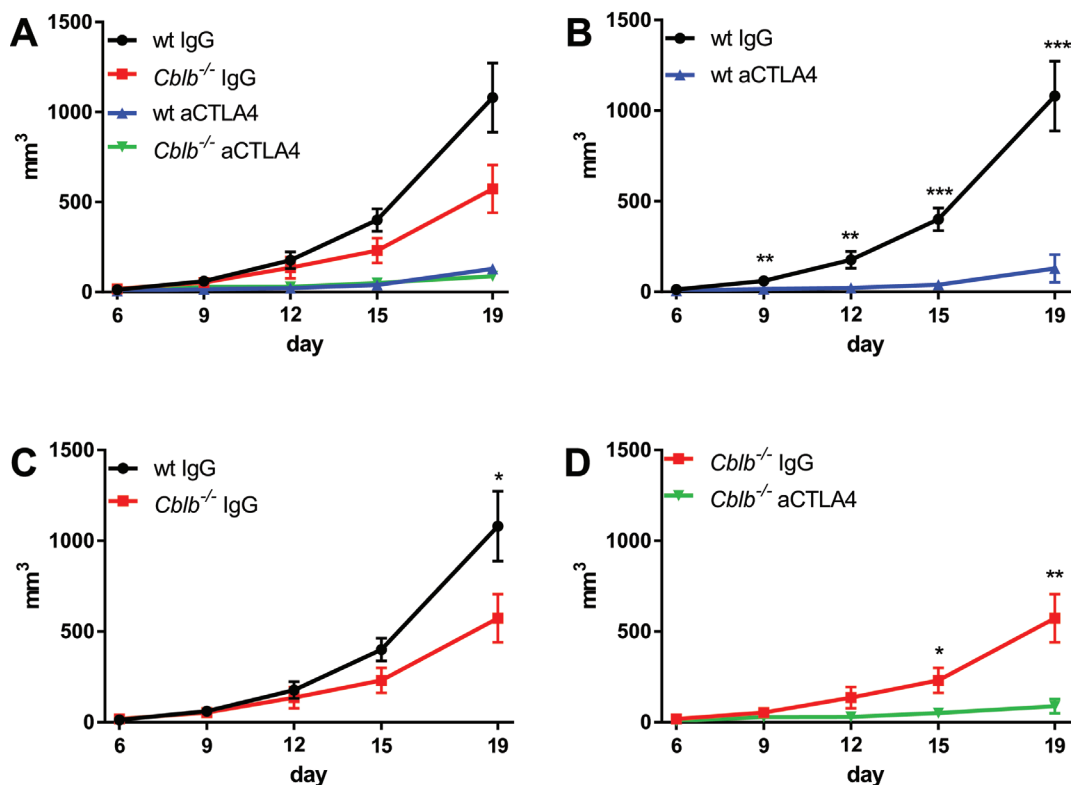 A
1500
1000
500
0
mm³
wt IgG
Cblb⁻/⁻ IgG
wt aCTLA4
Cblb⁻/⁻ aCTLA4
6 9 12 15 19
day
B
1500
1000
500
0
mm³
wt IgG
wt aCTLA4
** ** *** ***
6 9 12 15 19
day
C
1500
1000
500
0
mm³
wt IgG
Cblb⁻/⁻ IgG
*
6 9 12 15 19
day
D
1500
1000
500
0
mm³
Cblb⁻/⁻ IgG
Cblb⁻/⁻ aCTLA4
* **
6 9 12 15 19
day